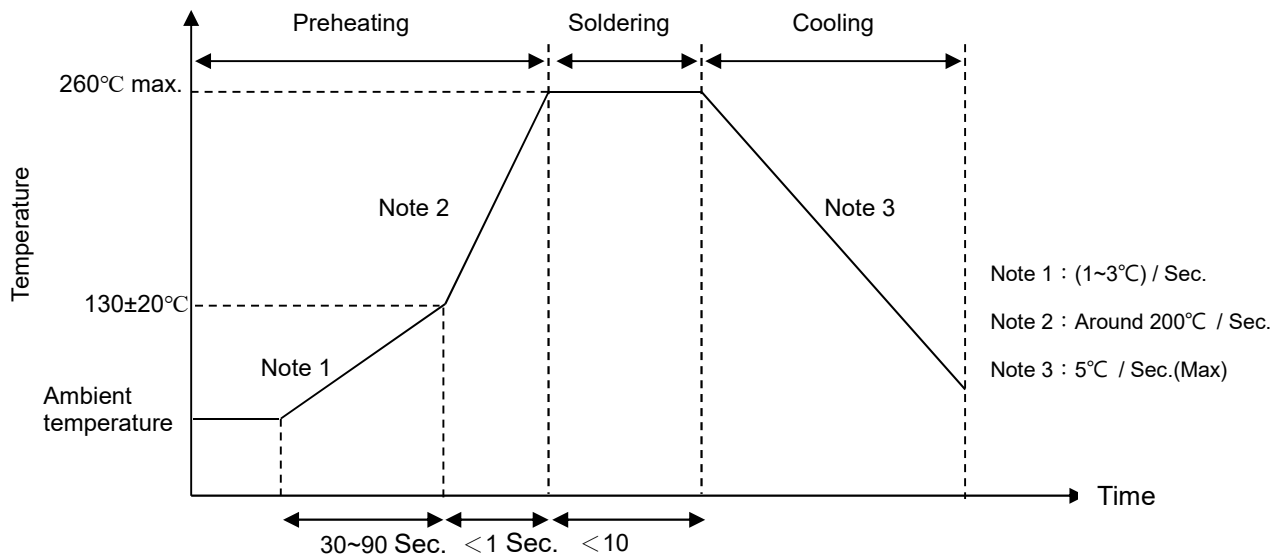 Preheating
Soldering
Cooling
260℃ max.
Temperature
Note 2
Note 3
Note 1：(1~3℃) / Sec.
130±20℃
Note 2：Around 200℃ / Sec.
Note 1
Note 3：5℃ / Sec.(Max)
Ambient
temperature
Time
30~90 Sec.
＜1 Sec.
＜10